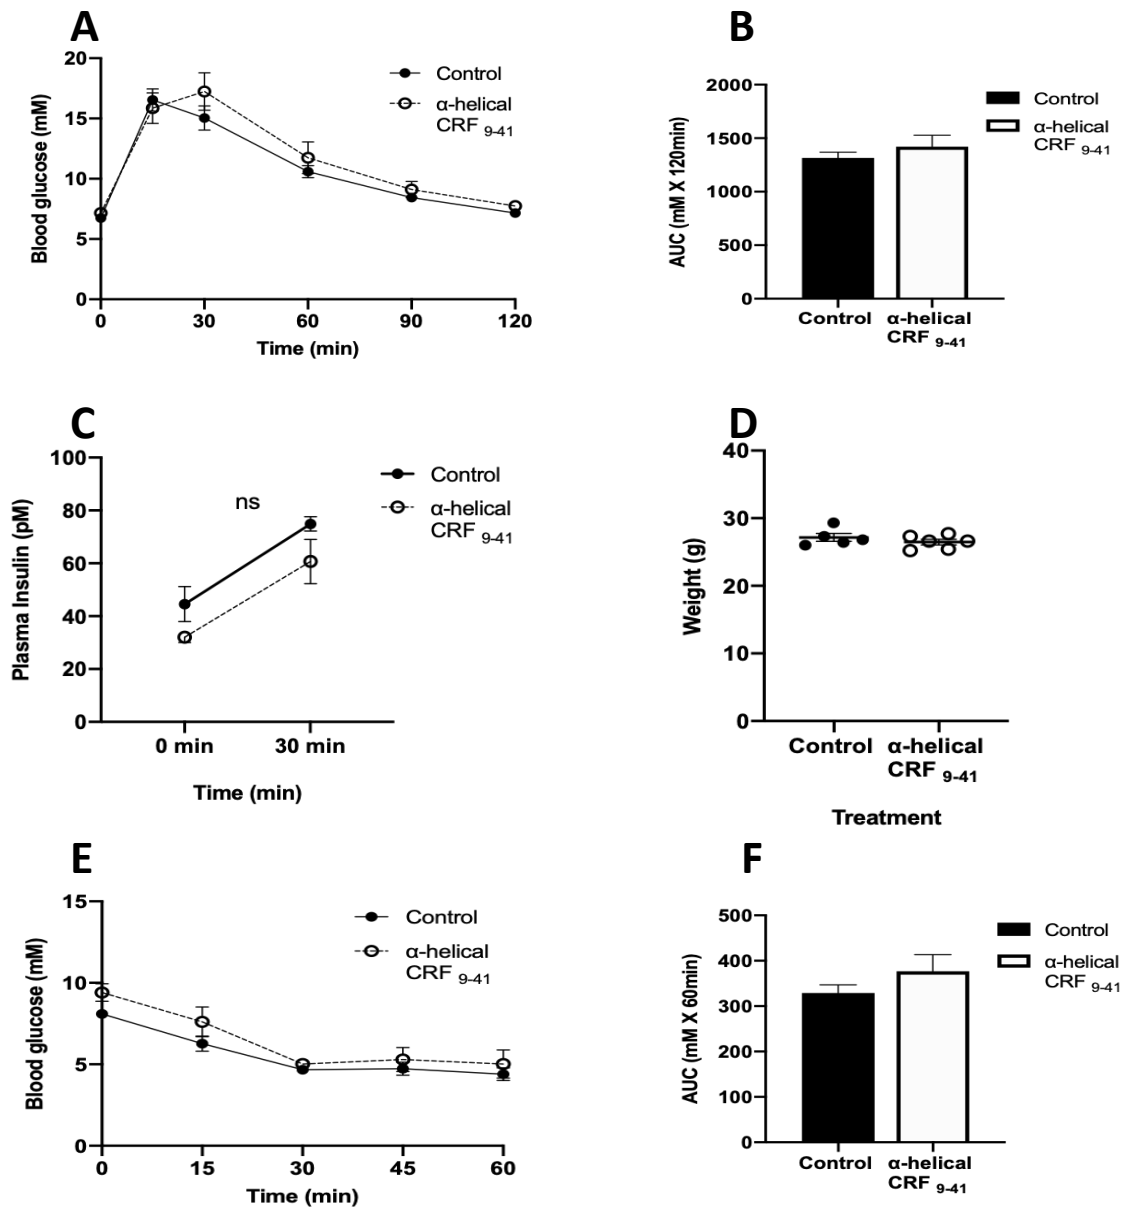 A
Blood glucose (mM)
20
15
10
5
0
0 30 60 90 120
Time (min)
Control
α-helical
CRF 9-41
B
AUC (mM X 120min)
2000
1500
1000
500
0
Control α-helical
CRF 9-41
Control
α-helical
CRF 9-41
C
Plasma Insulin (pM)
100
80
60
40
20
0
ns
0 min 30 min
Time (min)
Control
α-helical
CRF 9-41
D
Weight (g)
40
30
20
10
0
Control α-helical
CRF 9-41
Treatment
E
Blood glucose (mM)
15
10
5
0
0 15 30 45 60
Time (min)
Control
α-helical
CRF 9-41
F
AUC (mM X 60min)
500
400
300
200
100
0
Control α-helical
CRF 9-41
Control
α-helical
CRF 9-41